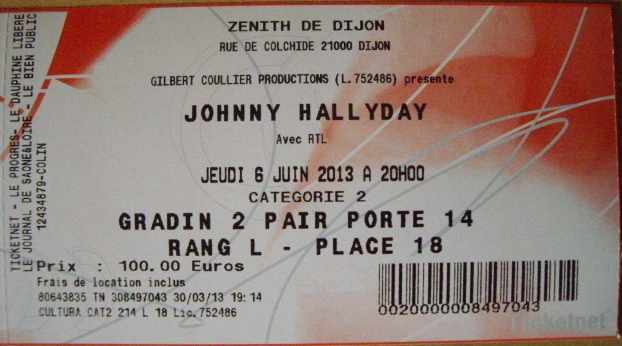 ZENITH DE DIJON
RUE DE COLCHIDE 21000 DIJON
GILBERT COULLIER PRODUCTIONS (L.752486) presente
JOHNNY HALLYDAY
Avec RTL
JEUDI 6 JUIN 2013 A 20H00
CATEGORIE 2
GRADIN 2 PAIR PORTE 14
RANG L - PLACE 18
Prix : 100.00 Euros
Frais de location inclus
80643835 TN 308497043 30/03/13 19:14
CULTURA CAT2 214 L 18 Lic.752486
00200000008497043
Ticketnet
TICKETNET - LE PROGRES- LE DAUPHINE LIBERE
LE JOURNAL DE SAONE&LOIRE - LE BIEN PUBLIC
12434879-COLIN